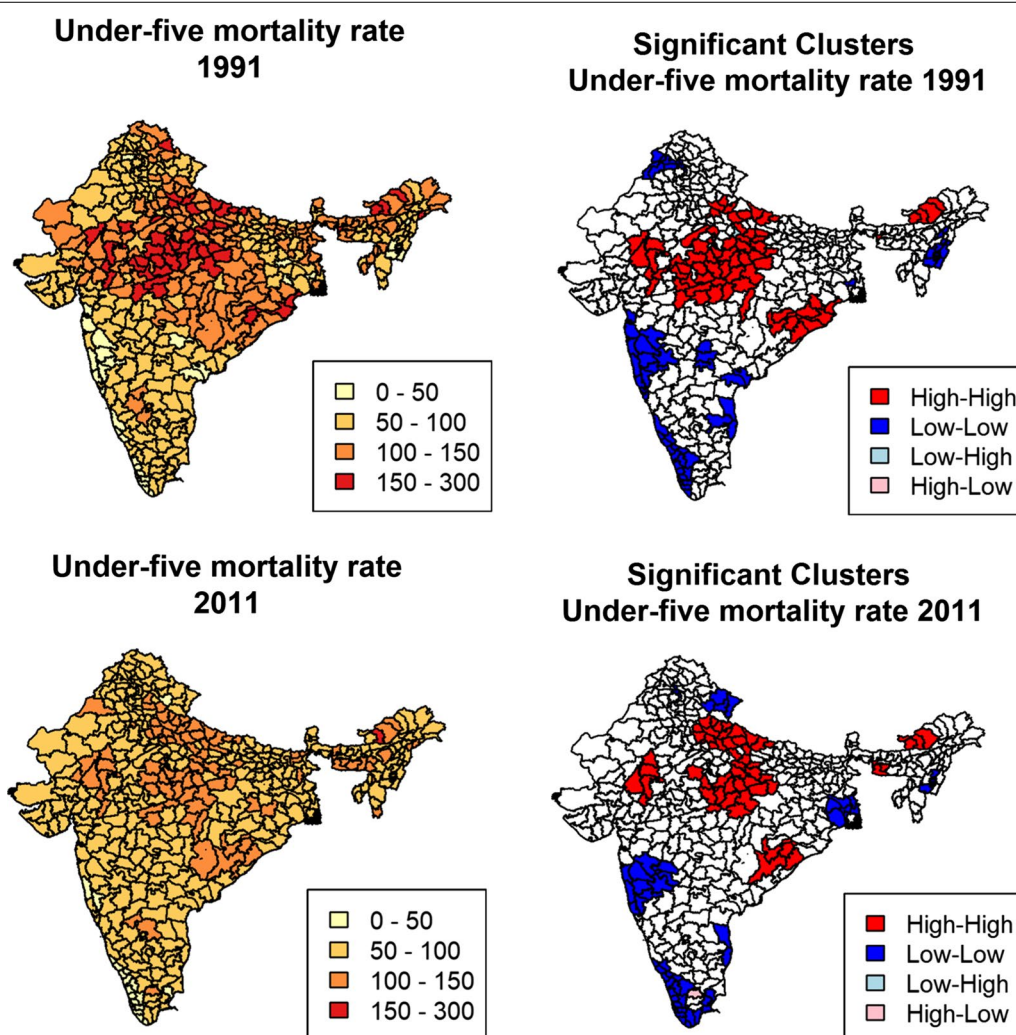 Under-five mortality rate
1991
0 - 50
50 - 100
100 - 150
150 - 300
Significant Clusters
Under-five mortality rate 1991
High-High
Low-Low
Low-High
High-Low
Under-five mortality rate
2011
0 - 50
50 - 100
100 - 150
150 - 300
Significant Clusters
Under-five mortality rate 2011
High-High
Low-Low
Low-High
High-Low